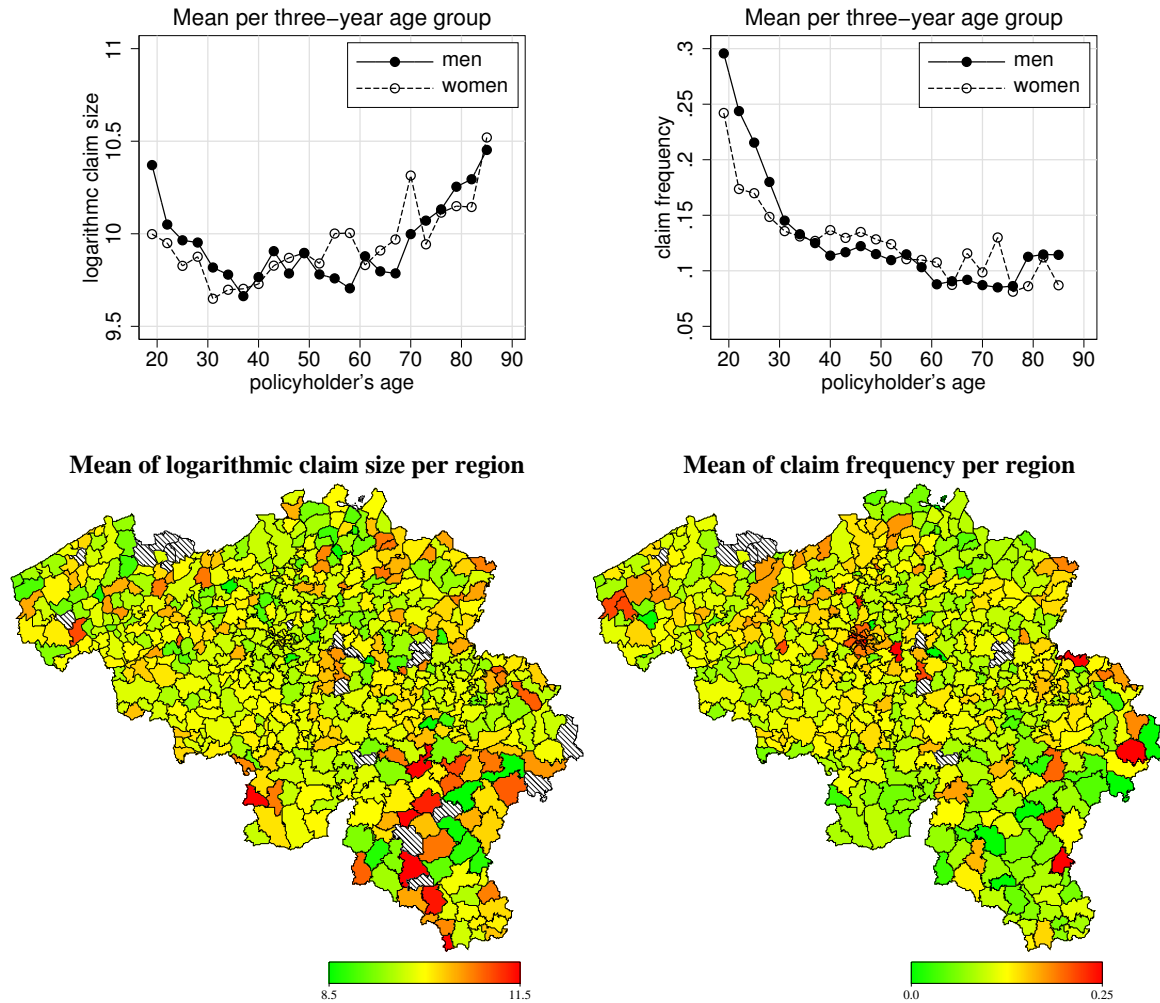 Mean per three−year age group
logarithmc claim size
11
10.5
10
9.5
men
women
20 30 40 50 60 70 80 90
policyholder's age
Mean per three−year age group
claim frequency
.3
.25
.2
.15
.1
.05
men
women
20 30 40 50 60 70 80 90
policyholder's age
Mean of logarithmic claim size per region
8.5 11.5
Mean of claim frequency per region
0.0 0.25